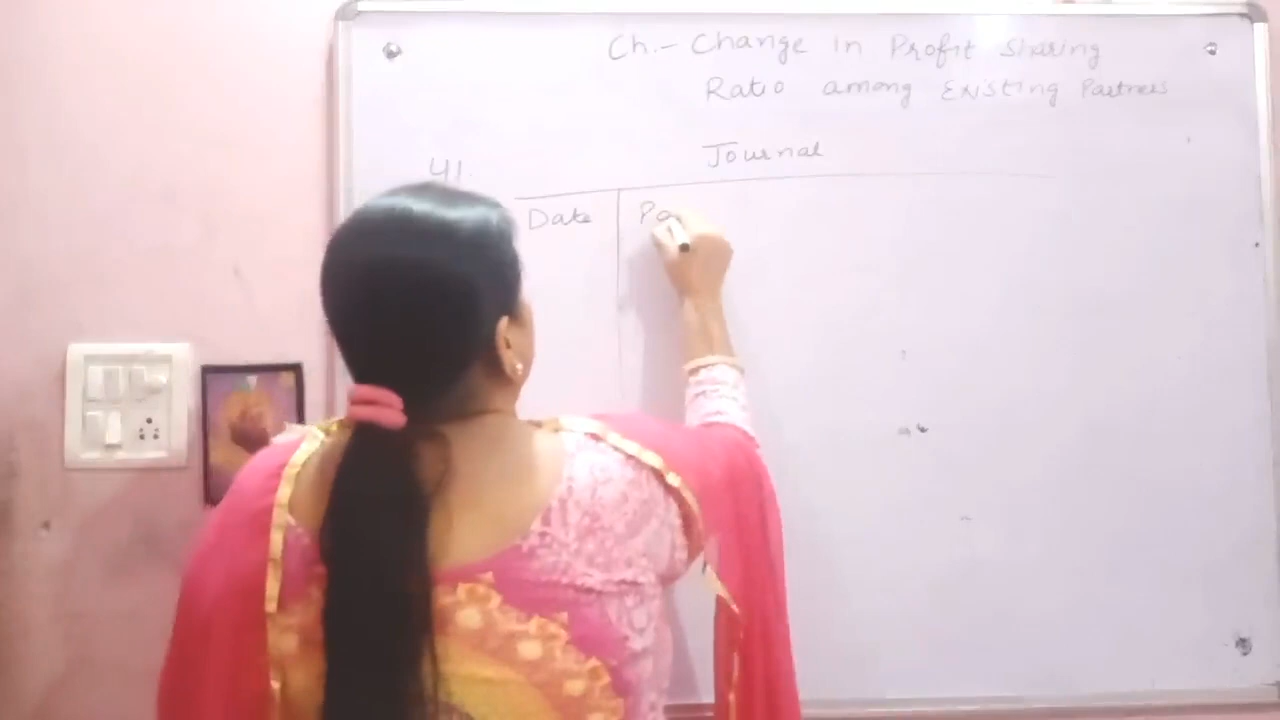 Ch.- Change in Profit Sharing
Ratio among Existing Partners
Journal
41.
Date Pa